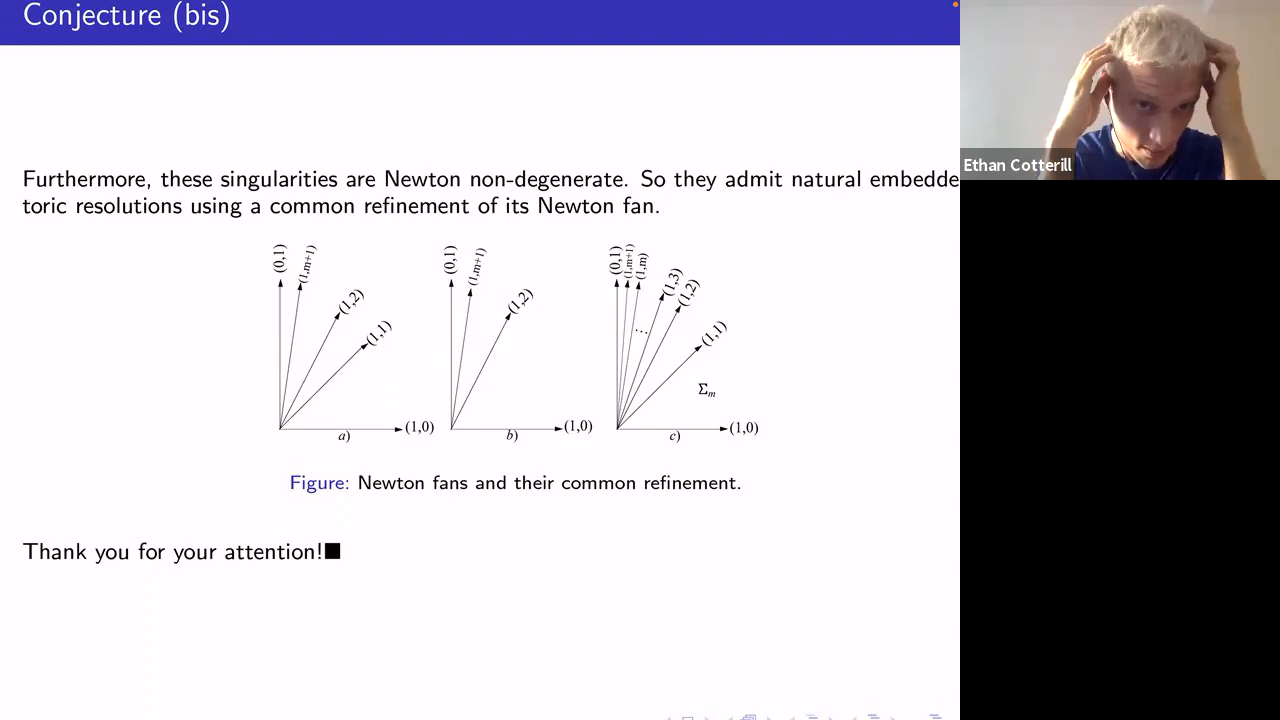 Conjecture (bis)
Ethan Cotterill
Furthermore, these singularities are Newton non-degenerate. So they admit natural embedde
toric resolutions using a common refinement of its Newton fan.
(0,1) (1,m+1) (1,2) (1,1) (1,0) a)
(0,1) (1,m+1) (1,2) (1,0) b)
(0,1) (1,m+1) (1,m) ... (1,3) (1,2) (1,1) Σm (1,0) c)
Figure: Newton fans and their common refinement.
Thank you for your attention!■